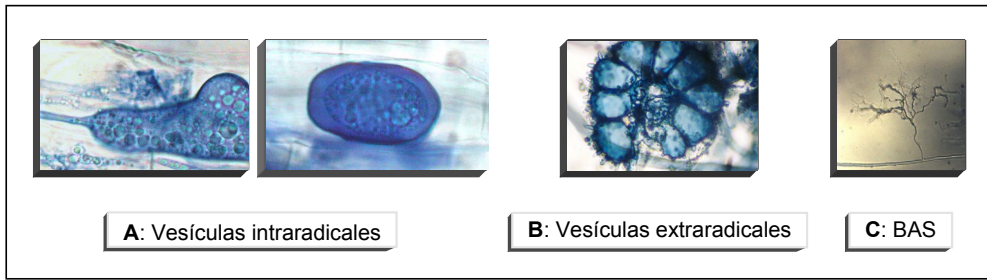 A: Vesículas intraradicales
B: Vesículas extraradicales
C: BAS